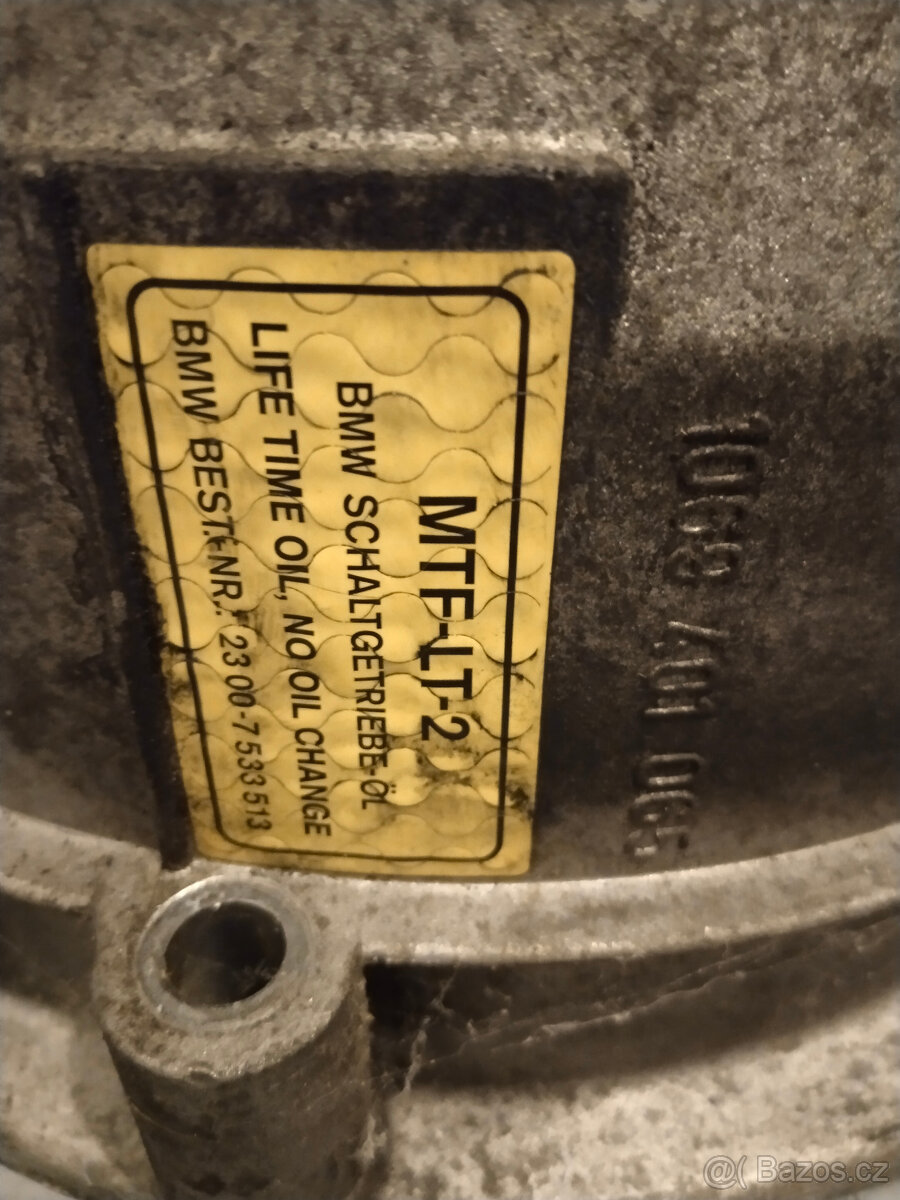 MTF-LT-2
BMW SCHALTGETRIEBE-ÖL
LIFE TIME OIL, NO OIL CHANGE
BMW BEST.-NR.: 23 00-7 533 513
1068 401 065
@( Bazos.cz